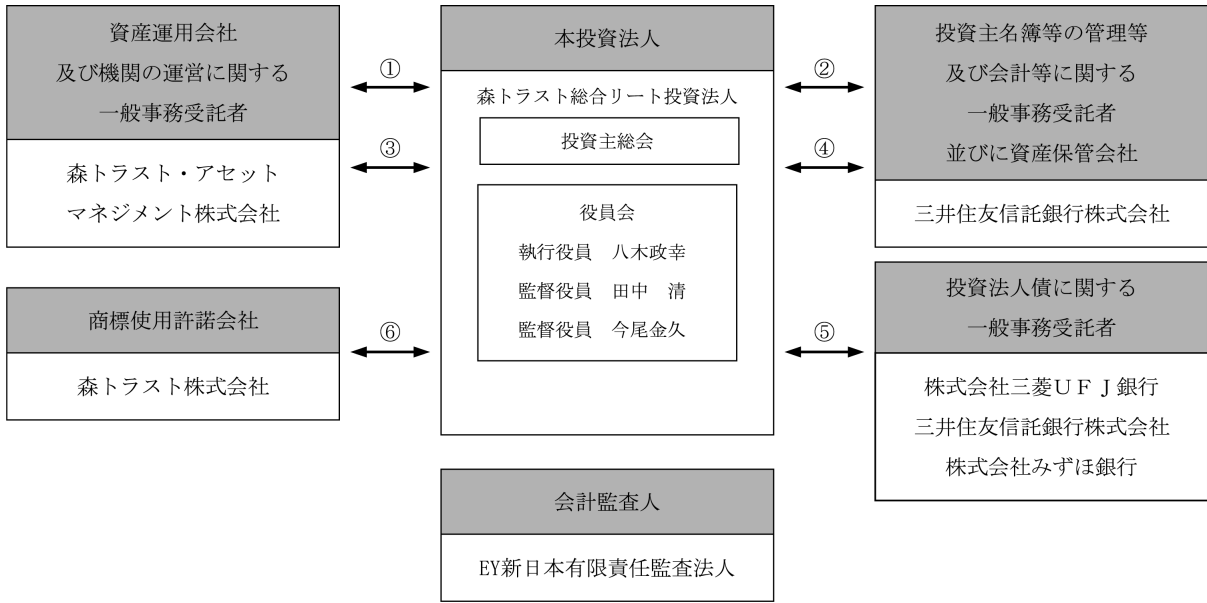 資産運用会社
及び機関の運営に関する
一般事務受託者
森トラスト・アセット
マネジメント株式会社
①
③
商標使用許諾会社
森トラスト株式会社
⑥
本投資法人
森トラスト総合リート投資法人
投資主総会
役員会
執行役員　八木政幸
監督役員　田中　清
監督役員　今尾金久
会計監査人
EY新日本有限責任監査法人
②
④
投資主名簿等の管理等
及び会計等に関する
一般事務受託者
並びに資産保管会社
三井住友信託銀行株式会社
⑤
投資法人債に関する
一般事務受託者
株式会社三菱ＵＦＪ銀行
三井住友信託銀行株式会社
株式会社みずほ銀行